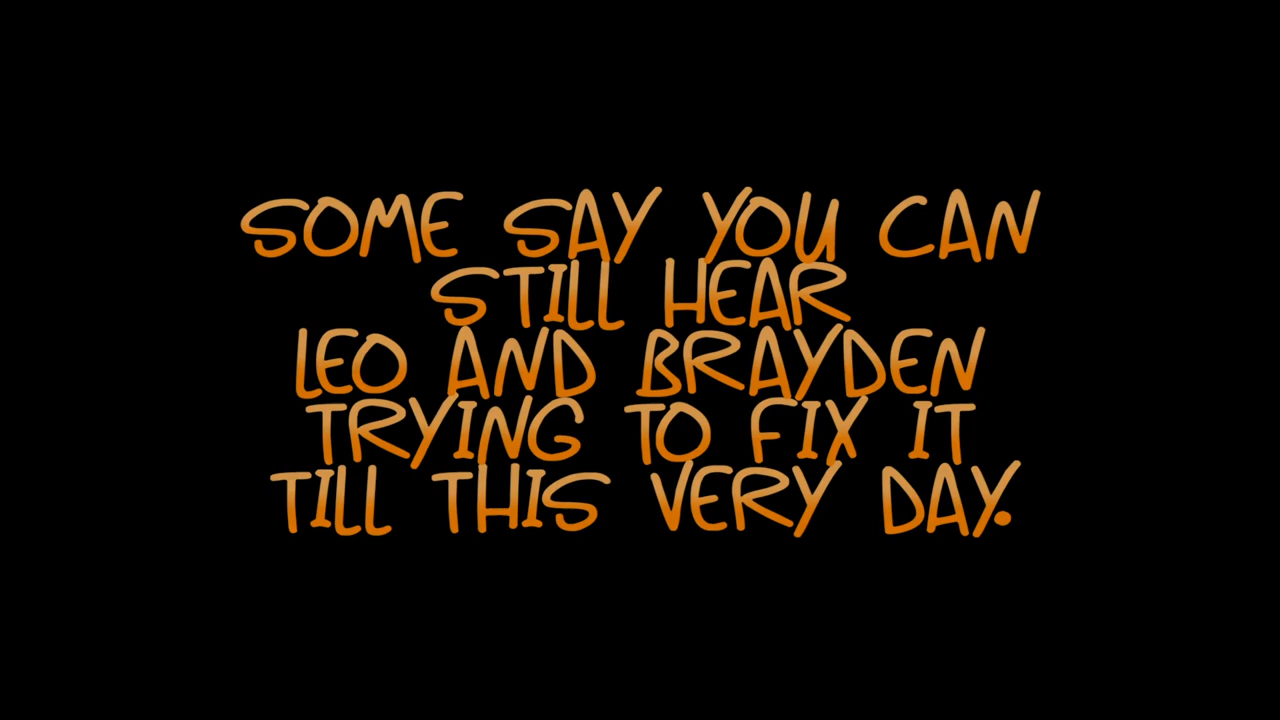 SOME SAY YOU CAN
STILL HEAR
LEO AND BRAYDEN
TRYING TO FIX IT
TILL THIS VERY DAY.